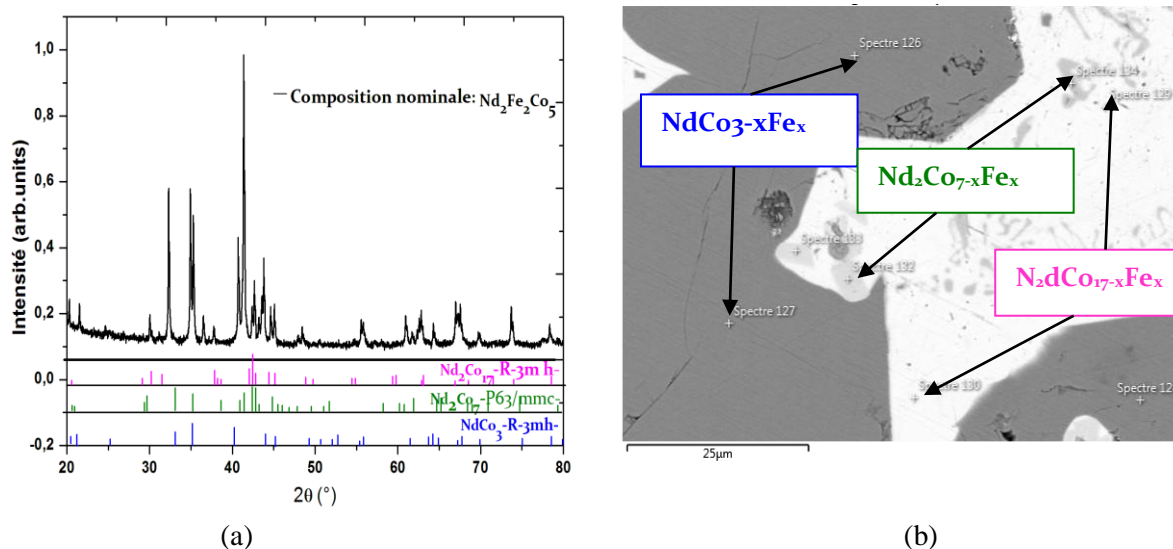 1,0
0,8
0,6
0,4
0,2
0,0
-0,2
Intensité (arb.units)
Composition nominale: Nd₂Fe₂Co₅
Nd₂Co₁₇-R-3m h-
Nd₂Co₇-P63/mmc-
NdCo₃-R-3mh-
20 30 40 50 60 70 80
2θ (°)
(a)
Spectre 126
Spectre 134
Spectre 129
NdCo3-xFeₓ
Nd₂Co₇₋ₓFeₓ
Spectre 133
Spectre 132
N₂dCo₁₇₋ₓFeₓ
Spectre 127
Spectre 130
25µm
(b)